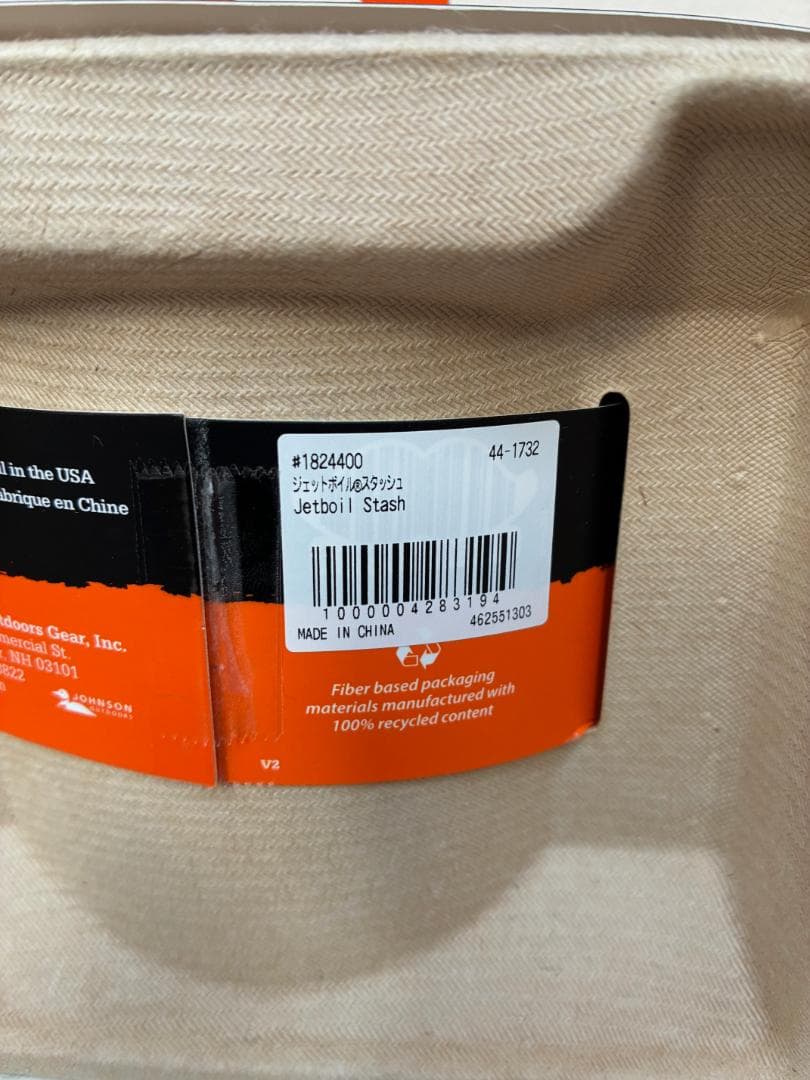 l in the USA
abrique en Chine
tdoors Gear, Inc.
mercial St.
, NH 03101
3822
JOHNSON
OUTDOORS
#1824400 44-1732
ジェットボイル®スタッシュ
Jetboil Stash
1000004283194
MADE IN CHINA 462551303
Fiber based packaging
materials manufactured with
100% recycled content
V2